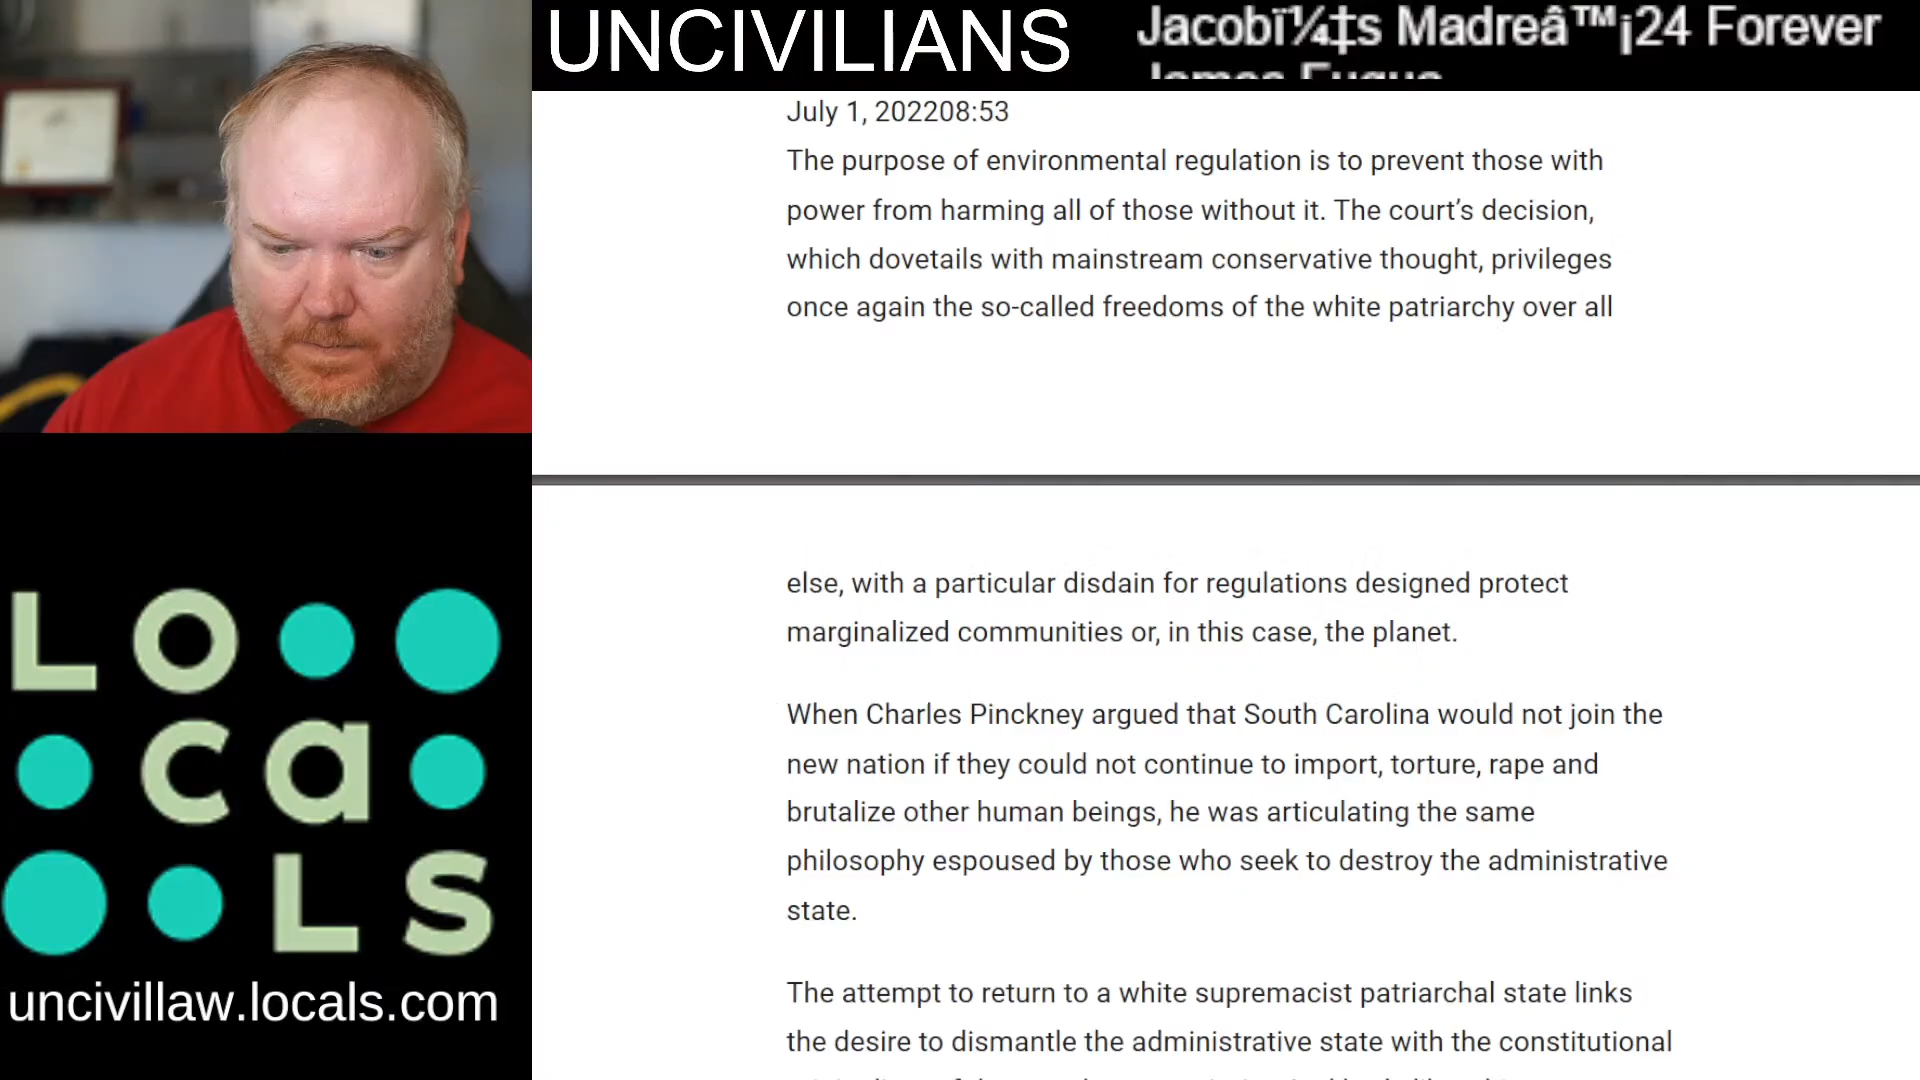 UNCIVILIANS
Jacobï¼‡s Madreâ™¡24 Forever
July 1, 202208:53
The purpose of environmental regulation is to prevent those with
power from harming all of those without it. The court’s decision,
which dovetails with mainstream conservative thought, privileges
once again the so-called freedoms of the white patriarchy over all
else, with a particular disdain for regulations designed protect
marginalized communities or, in this case, the planet.
When Charles Pinckney argued that South Carolina would not join the
new nation if they could not continue to import, torture, rape and
brutalize other human beings, he was articulating the same
philosophy espoused by those who seek to destroy the administrative
state.
The attempt to return to a white supremacist patriarchal state links
the desire to dismantle the administrative state with the constitutional
LO
ca
LS
uncivillaw.locals.com